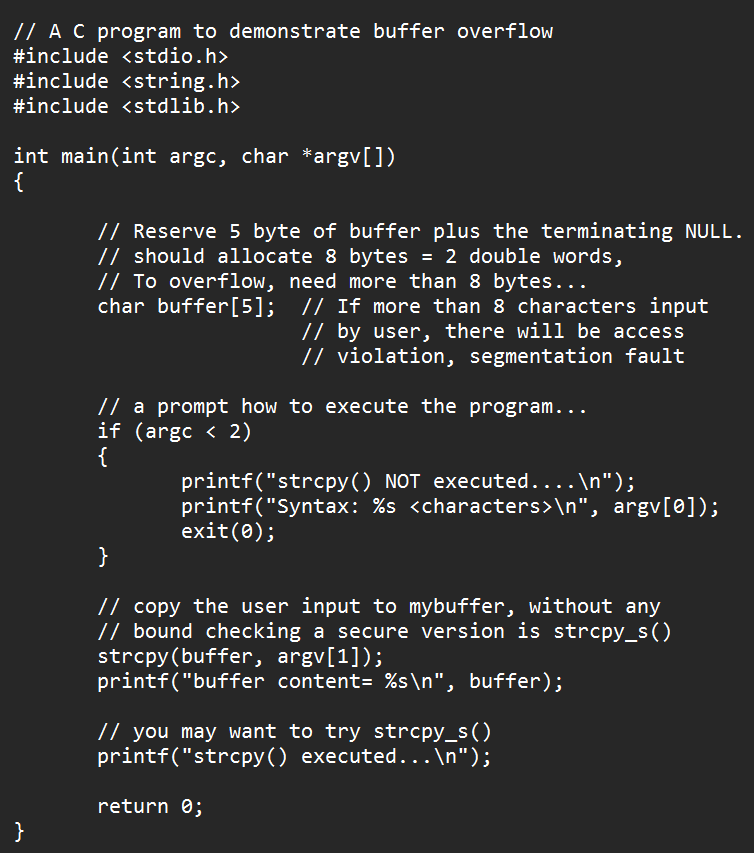 // A C program to demonstrate buffer overflow
#include <stdio.h>
#include <string.h>
#include <stdlib.h>

int main(int argc, char *argv[])
{

       // Reserve 5 byte of buffer plus the terminating NULL.
       // should allocate 8 bytes = 2 double words,
       // To overflow, need more than 8 bytes...
       char buffer[5];  // If more than 8 characters input
                        // by user, there will be access
                        // violation, segmentation fault

       // a prompt how to execute the program...
       if (argc < 2)
       {
              printf("strcpy() NOT executed....\n");
              printf("Syntax: %s <characters>\n", argv[0]);
              exit(0);
       }

       // copy the user input to mybuffer, without any
       // bound checking a secure version is strcpy_s()
       strcpy(buffer, argv[1]);
       printf("buffer content= %s\n", buffer);

       // you may want to try strcpy_s()
       printf("strcpy() executed...\n");

       return 0;
}